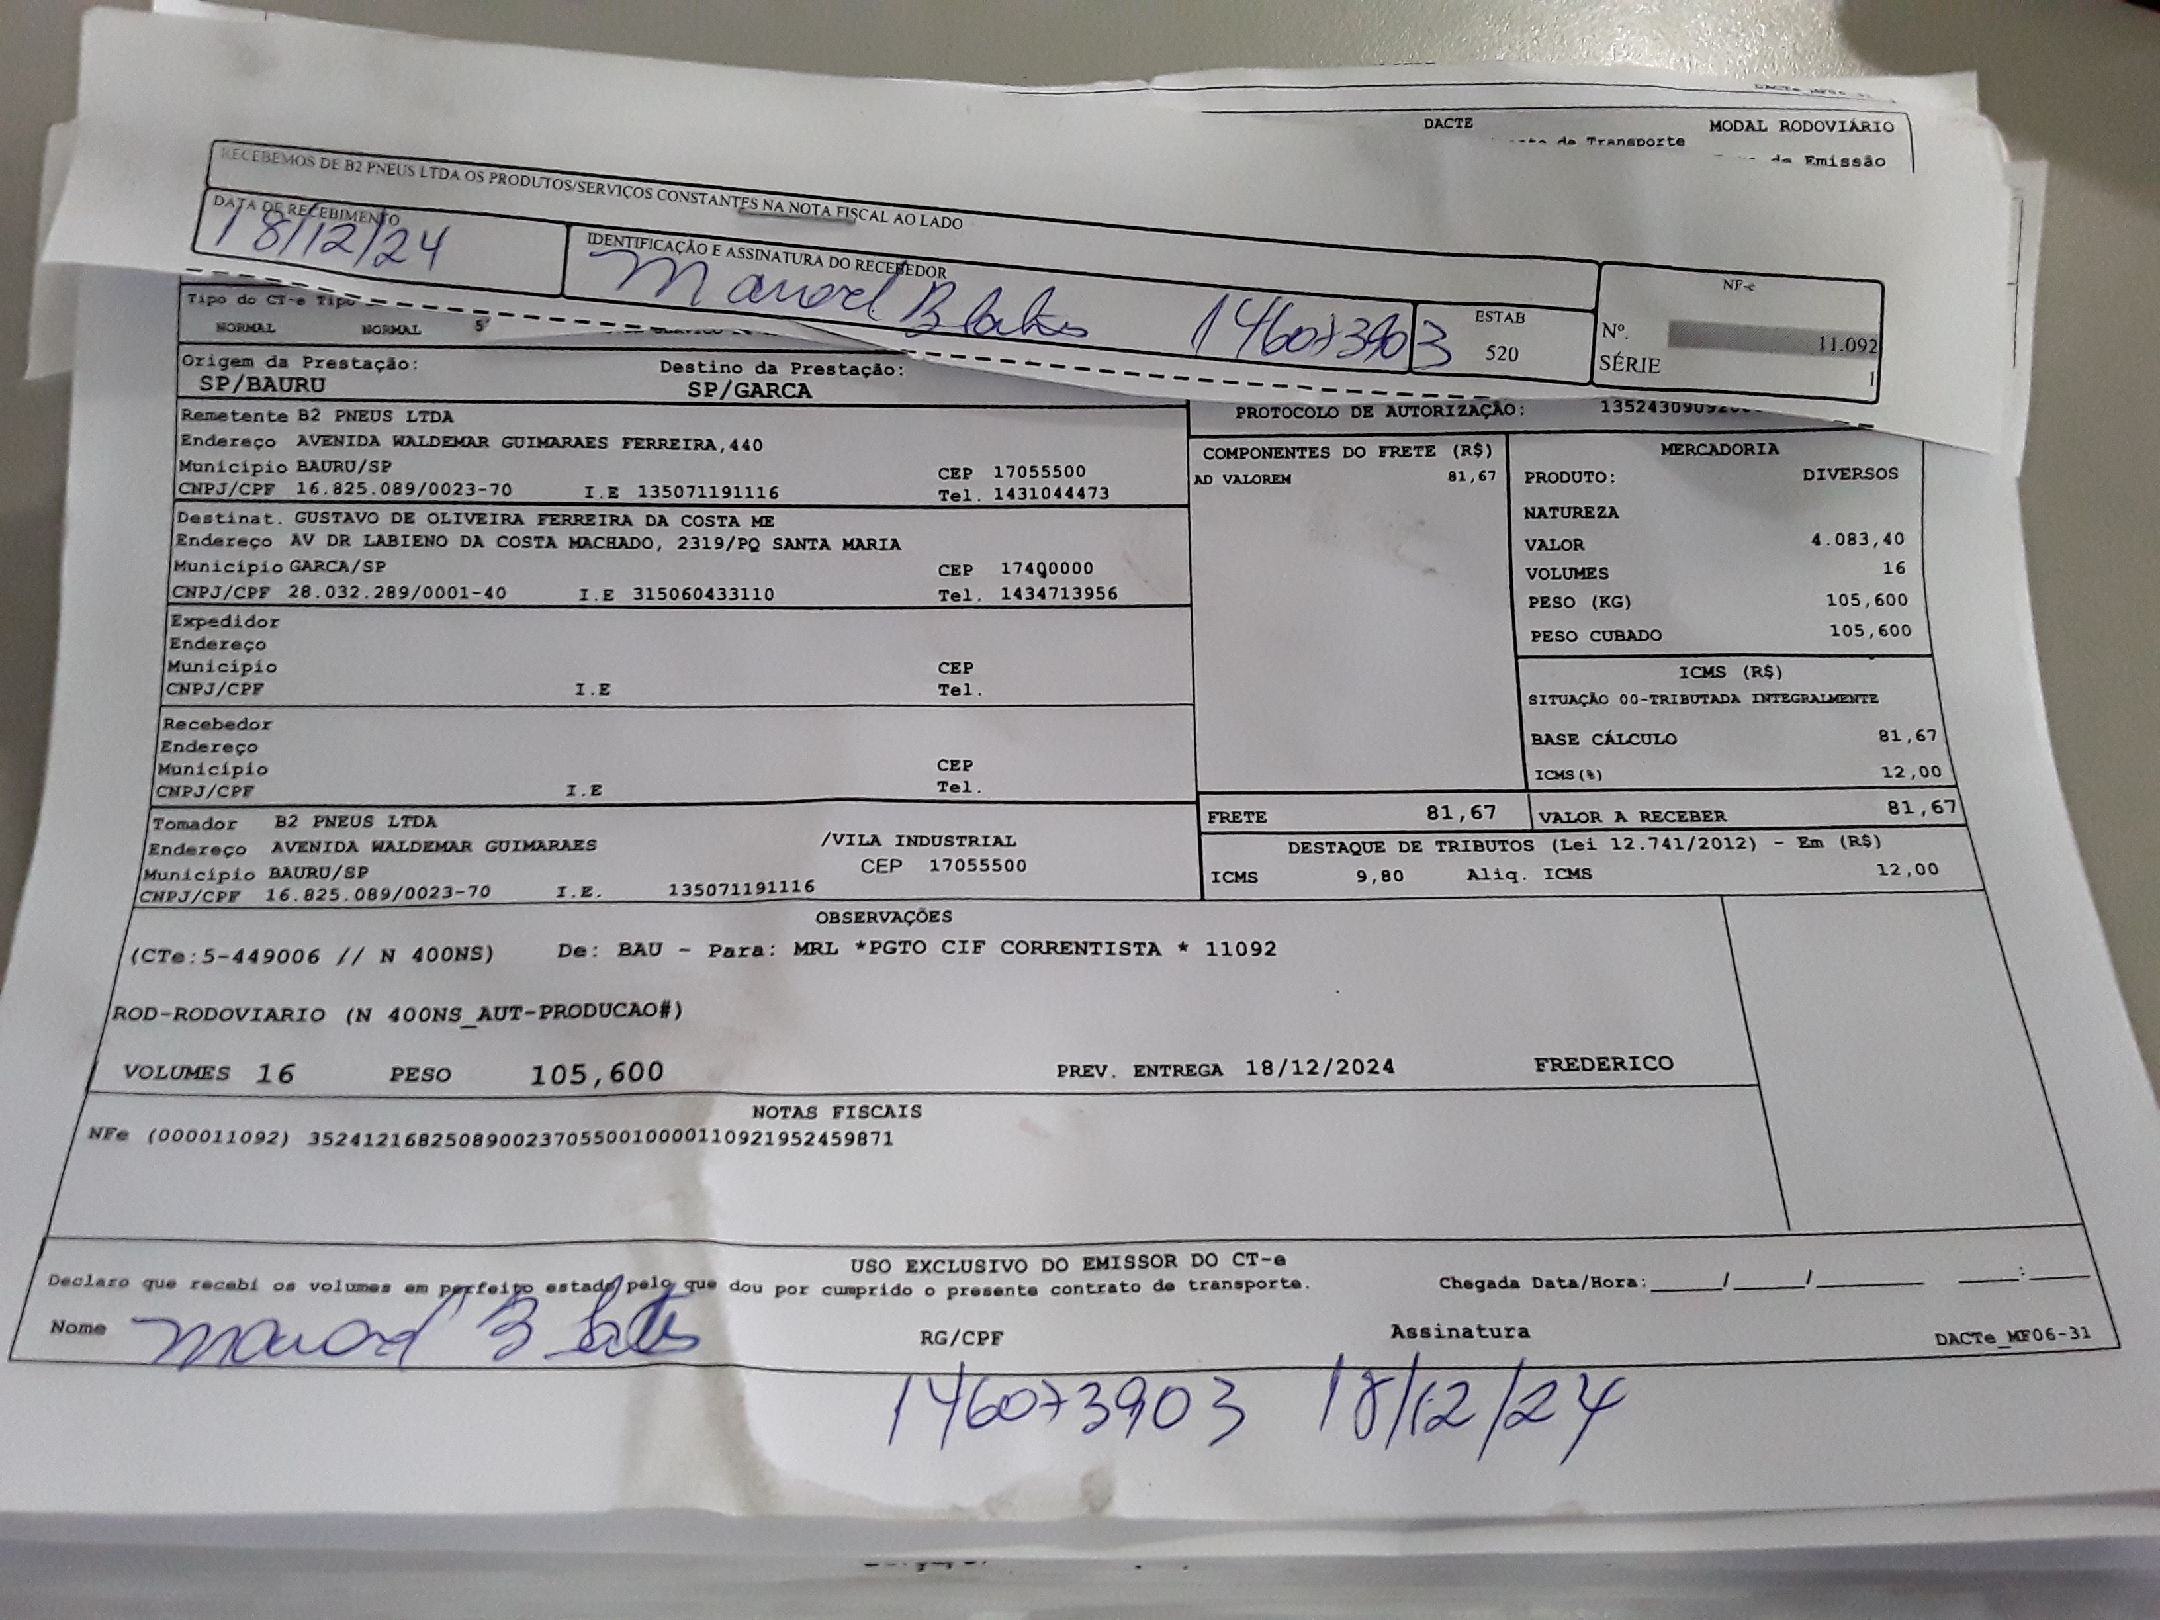 DACTE
MODAL RODOVIÁRIO
de Transporte
de Emissão
RECEBEMOS DE B2 PNEUS LTDA OS PRODUTOS/SERVIÇOS CONSTANTES NA NOTA FISCAL AO LADO
DATA DE RECEBIMENTO
18/12/24
IDENTIFICAÇÃO E ASSINATURA DO RECEBEDOR
Manoel B 146073903
ESTAB
520
NF-e
Nº. 11.092
SÉRIE 1
Tipo do CT-e Tipo
NORMAL NORMAL
Origem da Prestação: Destino da Prestação:
SP/BAURU SP/GARCA
Remetente B2 PNEUS LTDA
Endereço AVENIDA WALDEMAR GUIMARAES FERREIRA,440
Município BAURU/SP CEP 17055500
CNPJ/CPF 16.825.089/0023-70 I.E 135071191116 Tel. 1431044473
Destinat. GUSTAVO DE OLIVEIRA FERREIRA DA COSTA ME
Endereço AV DR LABIENO DA COSTA MACHADO, 2319/PQ SANTA MARIA
Município GARCA/SP CEP 17400000
CNPJ/CPF 28.032.289/0001-40 I.E 315060433110 Tel. 1434713956
Expedidor
Endereço
Município CEP
CNPJ/CPF I.E Tel.
Recebedor
Endereço
Município CEP
CNPJ/CPF I.E Tel.
Tomador B2 PNEUS LTDA
Endereço AVENIDA WALDEMAR GUIMARAES /VILA INDUSTRIAL
Município BAURU/SP CEP 17055500
CNPJ/CPF 16.825.089/0023-70 I.E. 135071191116
PROTOCOLO DE AUTORIZAÇÃO:
COMPONENTES DO FRETE (R$)
AD VALOREM 81,67
MERCADORIA
PRODUTO: DIVERSOS
NATUREZA
VALOR 4.083,40
VOLUMES 16
PESO (KG) 105,600
PESO CUBADO 105,600
ICMS (R$)
SITUAÇÃO 00-TRIBUTADA INTEGRALMENTE
BASE CÁLCULO 81,67
ICMS(%) 12,00
FRETE 81,67 VALOR A RECEBER 81,67
DESTAQUE DE TRIBUTOS (Lei 12.741/2012) - Em (R$)
ICMS 9,80 Aliq. ICMS 12,00
OBSERVAÇÕES
(CTe:5-449006 // N 400NS) De: BAU - Para: MRL *PGTO CIF CORRENTISTA * 11092
ROD-RODOVIARIO (N 400NS_AUT-PRODUCAO#)
VOLUMES 16 PESO 105,600 PREV. ENTREGA 18/12/2024 FREDERICO
NOTAS FISCAIS
NFe (000011092) 35241216825089002370550010000110921952459871
USO EXCLUSIVO DO EMISSOR DO CT-e
Declaro que recebi os volumes em perfeito estado pelo que dou por cumprido o presente contrato de transporte. Chegada Data/Hora:____/____/______ ____:____
Nome Manoel B RG/CPF Assinatura DACTe_MF06-31
146073903 18/12/24